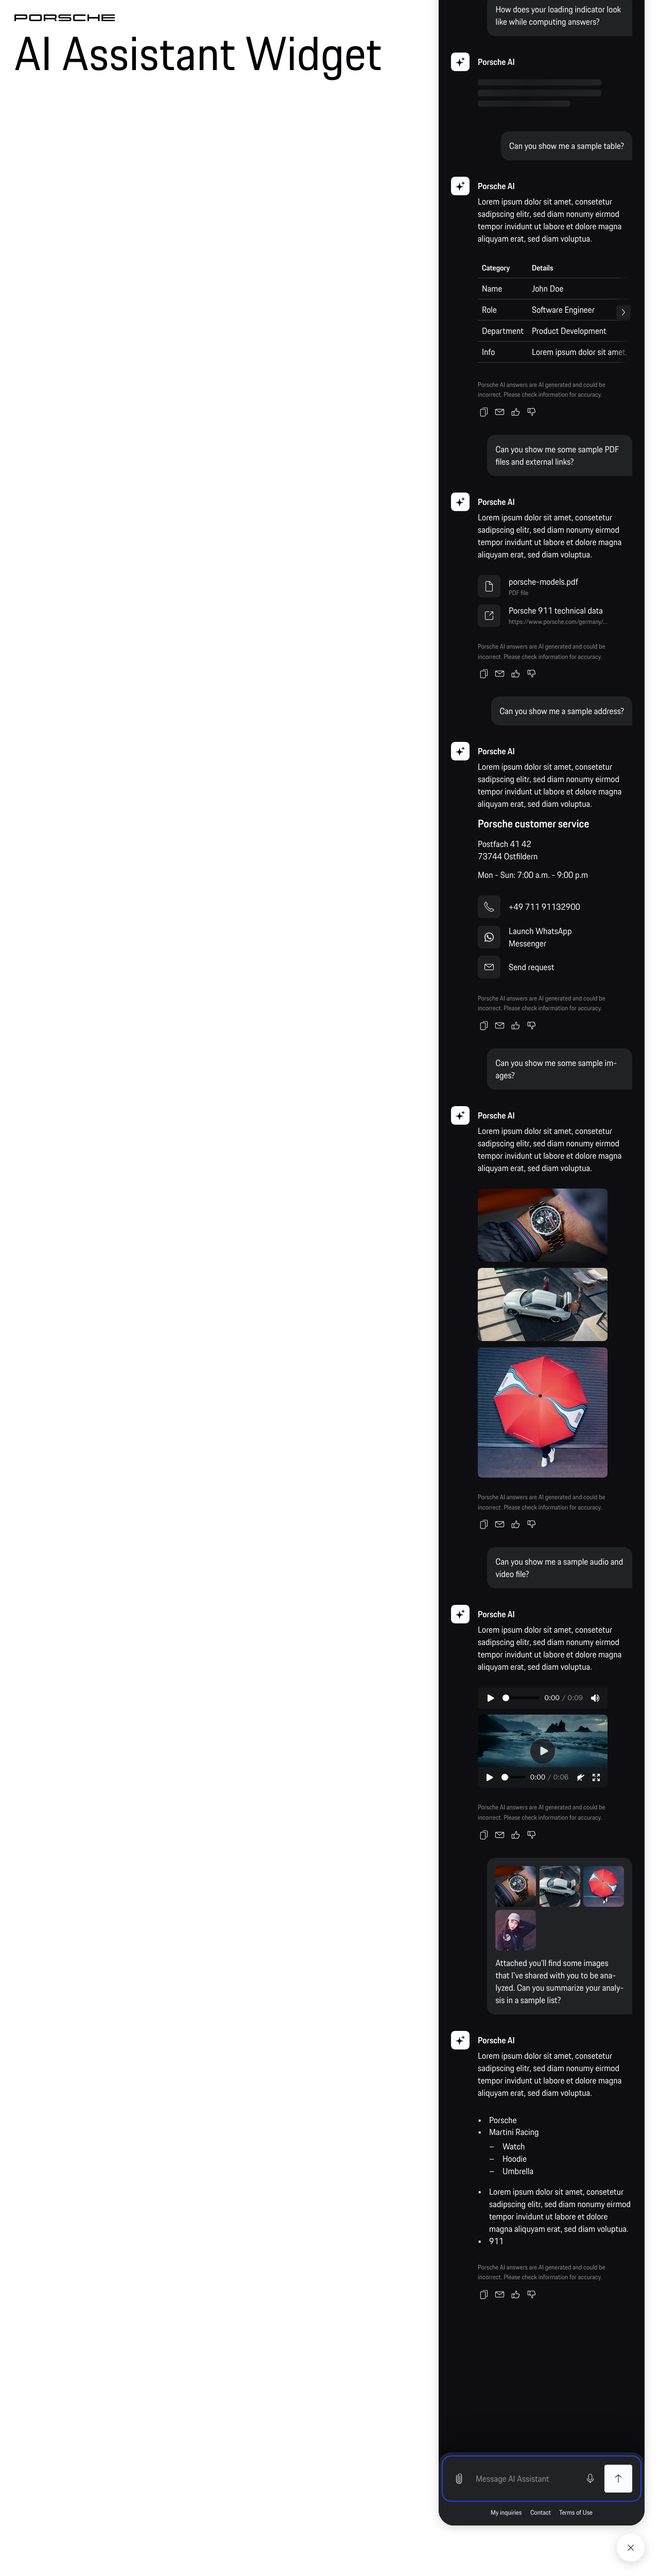 PORSCHE
AI Assistant Widget
How does your loading indicator look
like while computing answers?
Porsche AI
Can you show me a sample table?
Porsche AI
Lorem ipsum dolor sit amet, consetetur
sadipscing elitr, sed diam nonumy eirmod
tempor invidunt ut labore et dolore magna
aliquyam erat, sed diam voluptua.
Category Details
Name John Doe
Role Software Engineer
Department Product Development
Info Lorem ipsum dolor sit amet,
Porsche AI answers are AI generated and could be
incorrect. Please check information for accuracy.
Can you show me some sample PDF
files and external links?
Porsche AI
Lorem ipsum dolor sit amet, consetetur
sadipscing elitr, sed diam nonumy eirmod
tempor invidunt ut labore et dolore magna
aliquyam erat, sed diam voluptua.
porsche-models.pdf
PDF file
Porsche 911 technical data
https://www.porsche.com/germany/...
Porsche AI answers are AI generated and could be
incorrect. Please check information for accuracy.
Can you show me a sample address?
Porsche AI
Lorem ipsum dolor sit amet, consetetur
sadipscing elitr, sed diam nonumy eirmod
tempor invidunt ut labore et dolore magna
aliquyam erat, sed diam voluptua.
Porsche customer service
Postfach 41 42
73744 Ostfildern
Mon - Sun: 7:00 a.m. - 9:00 p.m
+49 711 91132900
Launch WhatsApp
Messenger
Send request
Porsche AI answers are AI generated and could be
incorrect. Please check information for accuracy.
Can you show me some sample im-
ages?
Porsche AI
Lorem ipsum dolor sit amet, consetetur
sadipscing elitr, sed diam nonumy eirmod
tempor invidunt ut labore et dolore magna
aliquyam erat, sed diam voluptua.
Porsche AI answers are AI generated and could be
incorrect. Please check information for accuracy.
Can you show me a sample audio and
video file?
Porsche AI
Lorem ipsum dolor sit amet, consetetur
sadipscing elitr, sed diam nonumy eirmod
tempor invidunt ut labore et dolore magna
aliquyam erat, sed diam voluptua.
0:00 / 0:09
0:00 / 0:06
Porsche AI answers are AI generated and could be
incorrect. Please check information for accuracy.
Attached you'll find some images
that I've shared with you to be ana-
lyzed. Can you summarize your analy-
sis in a sample list?
Porsche AI
Lorem ipsum dolor sit amet, consetetur
sadipscing elitr, sed diam nonumy eirmod
tempor invidunt ut labore et dolore magna
aliquyam erat, sed diam voluptua.
• Porsche
• Martini Racing
– Watch
– Hoodie
– Umbrella
• Lorem ipsum dolor sit amet, consetetur
sadipscing elitr, sed diam nonumy eirmod
tempor invidunt ut labore et dolore
magna aliquyam erat, sed diam voluptua.
• 911
Porsche AI answers are AI generated and could be
incorrect. Please check information for accuracy.
Message AI Assistant
My inquiries Contact Terms of Use